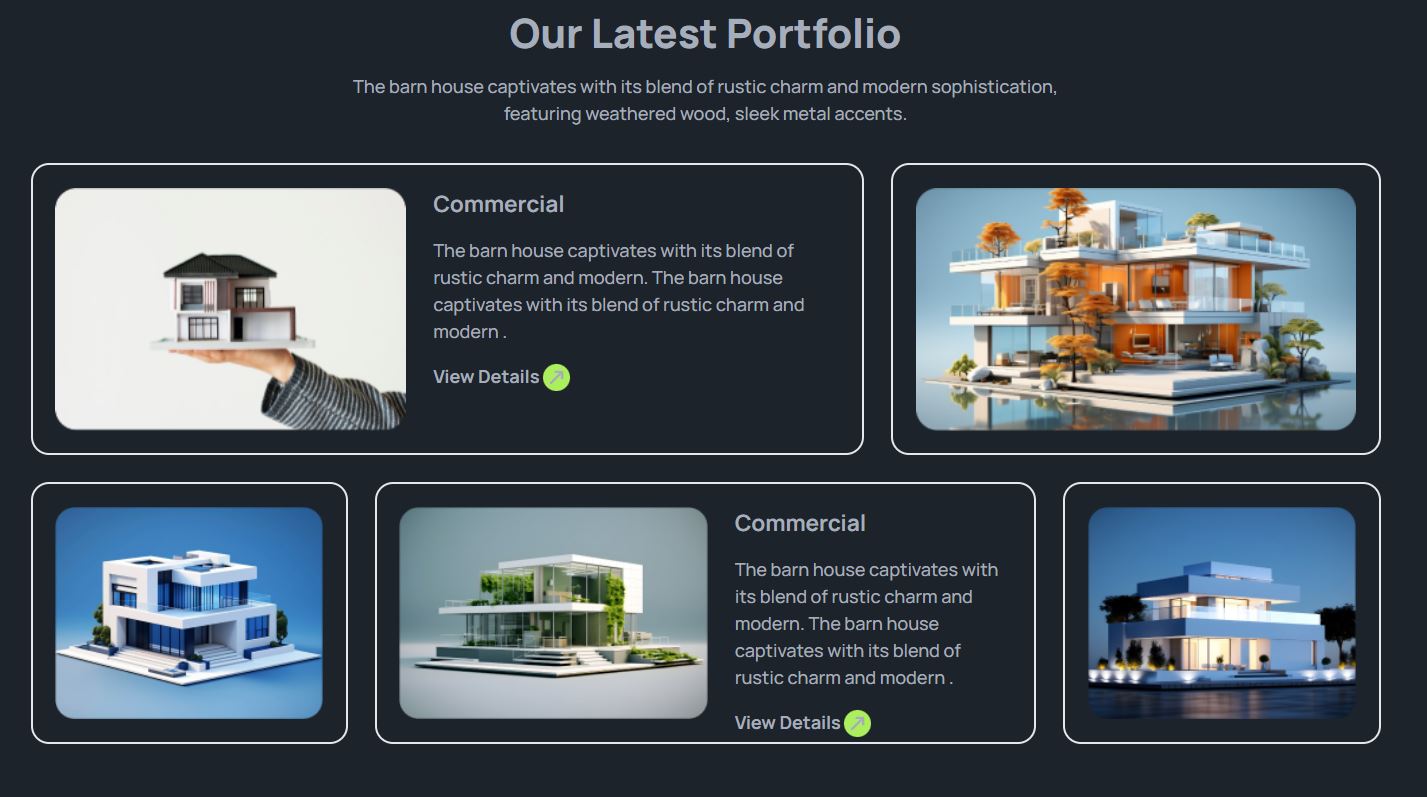 Our Latest Portfolio
The barn house captivates with its blend of rustic charm and modern sophistication,
featuring weathered wood, sleek metal accents.
Commercial
The barn house captivates with its blend of
rustic charm and modern. The barn house
captivates with its blend of rustic charm and
modern .
View Details
Commercial
The barn house captivates with
its blend of rustic charm and
modern. The barn house
captivates with its blend of
rustic charm and modern .
View Details